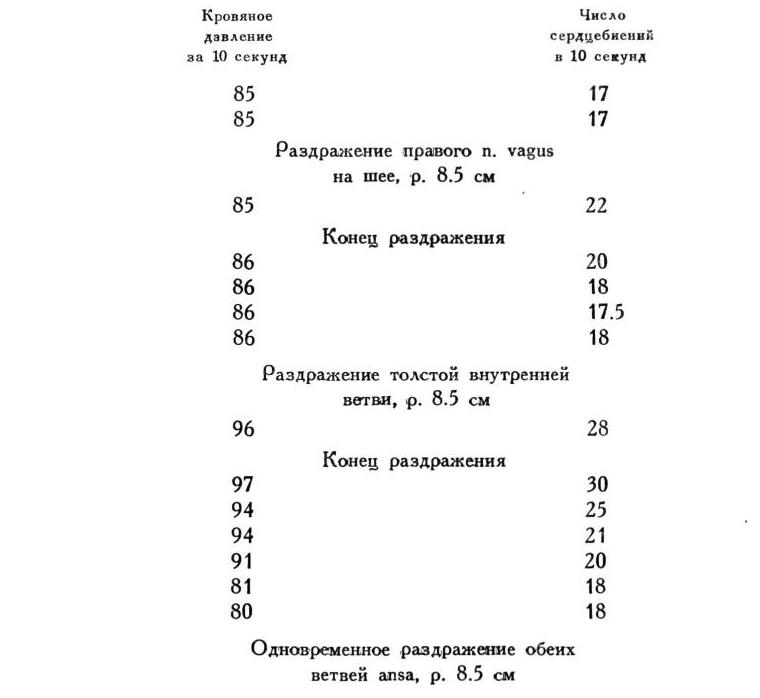 Кровяное Число
давление сердцебиений
за 10 секунд в 10 секунд
85 17
85 17
Раздражение правого n. vagus
на шее, р. 8.5 см
85 22
Конец раздражения
86 20
86 18
86 17.5
86 18
Раздражение толстой внутренней
ветви, р. 8.5 см
96 28
Конец раздражения
97 30
94 25
94 21
91 20
81 18
80 18
Одновременное раздражение обеих
ветвей ansa, р. 8.5 см